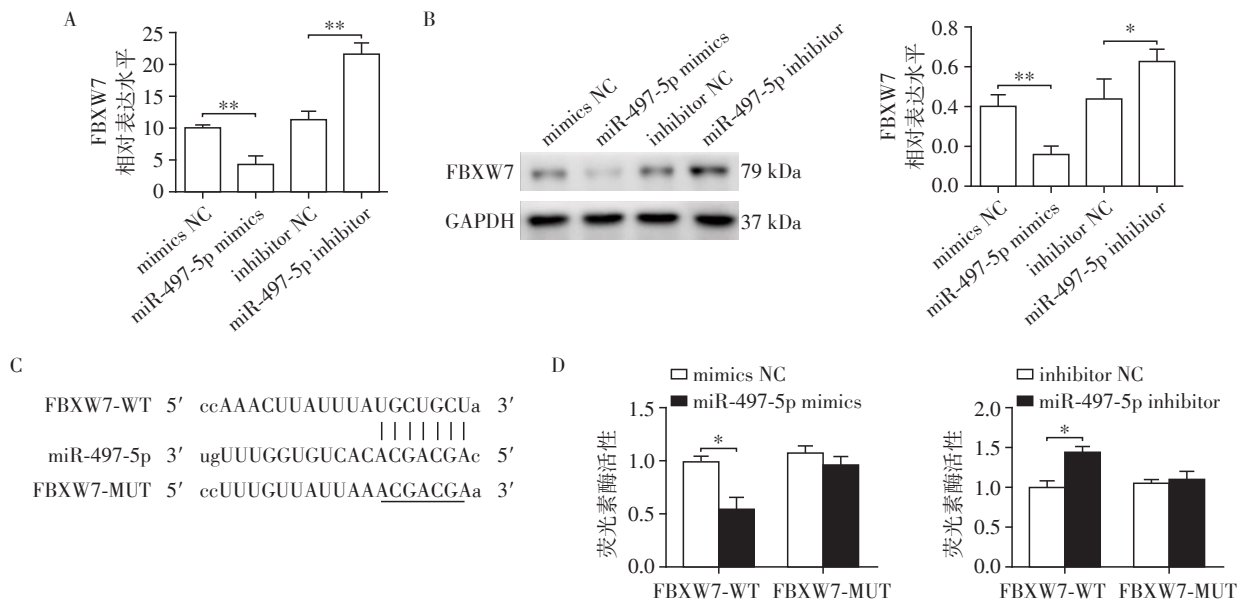 A
FBXW7
相对表达水平
25
20
15
10
5
0
**
**
mimics NC
miR-497-5p mimics
inhibitor NC
miR-497-5p inhibitor
B
mimics NC
miR-497-5p mimics
inhibitor NC
miR-497-5p inhibitor
FBXW7
79 kDa
GAPDH
37 kDa
FBXW7
相对表达水平
0.8
0.6
0.4
0.2
0.0
**
*
mimics NC
miR-497-5p mimics
inhibitor NC
miR-497-5p inhibitor
C
FBXW7-WT 5′ ccAAACUUAUUUAUGCUGCUa 3′
miR-497-5p 3′ ugUUUGGUGUCACACGACGAc 5′
FBXW7-MUT 5′ ccUUUGUUAUUAAACGACGAa 3′
D
mimics NC
miR-497-5p mimics
荧光素酶活性
1.5
1.0
0.5
0.0
*
FBXW7-WT FBXW7-MUT
inhibitor NC
miR-497-5p inhibitor
荧光素酶活性
2.0
1.5
1.0
0.5
0.0
*
FBXW7-WT FBXW7-MUT